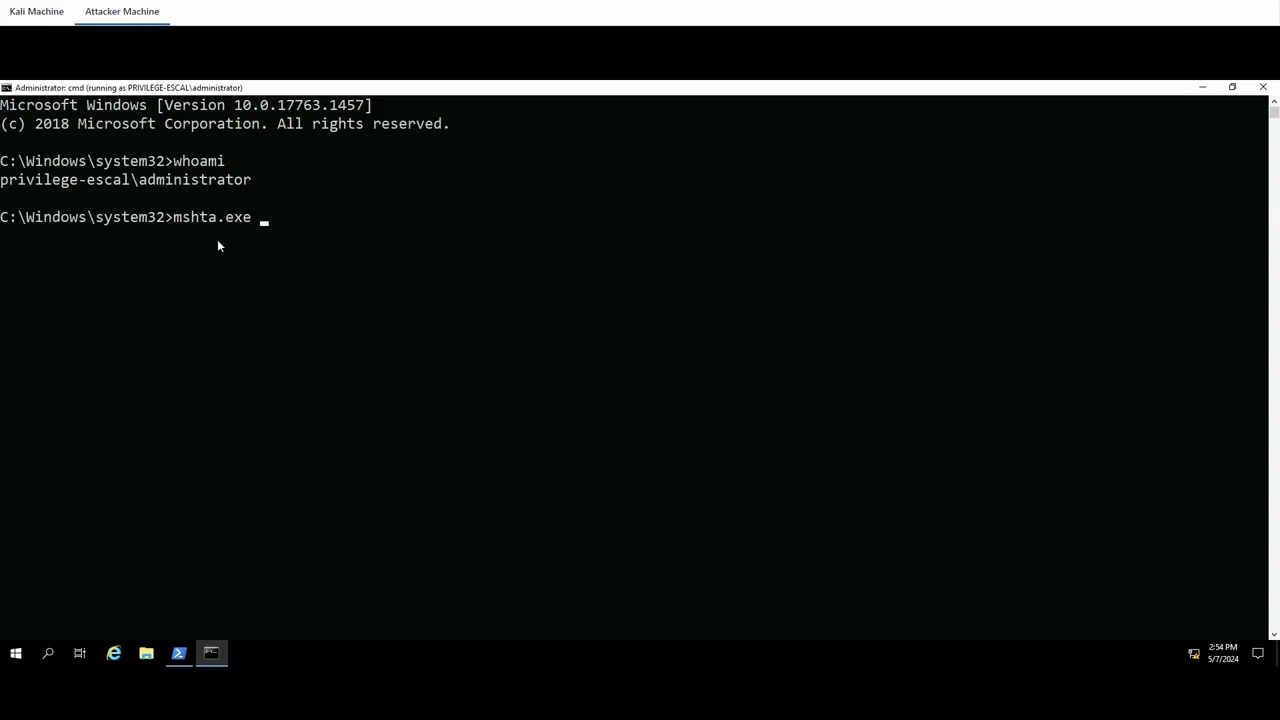 Kali Machine
Attacker Machine
Administrator: cmd (running as PRIVILEGE-ESCAL\administrator)
Microsoft Windows [Version 10.0.17763.1457]
(c) 2018 Microsoft Corporation. All rights reserved.
C:\Windows\system32>whoami
privilege-escal\administrator
C:\Windows\system32>mshta.exe
2:54 PM
5/7/2024